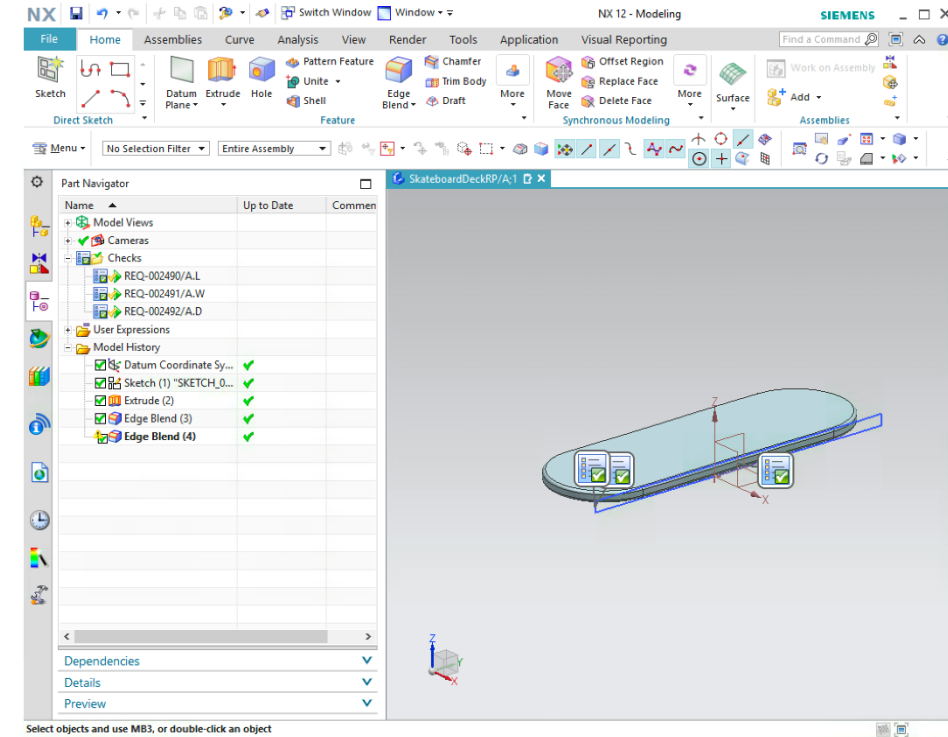 NX Switch Window Window NX 12 - Modeling SIEMENS
File Home Assemblies Curve Analysis View Render Tools Application Visual Reporting Find a Command
Sketch Datum Plane Extrude Hole Pattern Feature Unite Shell Edge Blend Chamfer Trim Body Draft More Move Face Offset Region Replace Face Delete Face More Surface Work on Assembly Add
Direct Sketch Feature Synchronous Modeling Assemblies
Menu No Selection Filter Entire Assembly
Part Navigator
SkateboardDeckRP/A;1
Name Up to Date Commen
Model Views
Cameras
Checks
REQ-002490/A.L
REQ-002491/A.W
REQ-002492/A.D
User Expressions
Model History
Datum Coordinate Sy...
Sketch (1) "SKETCH_0...
Extrude (2)
Edge Blend (3)
Edge Blend (4)
Z
X
Z
Y
X
Dependencies
Details
Preview
Select objects and use MB3, or double-click an object